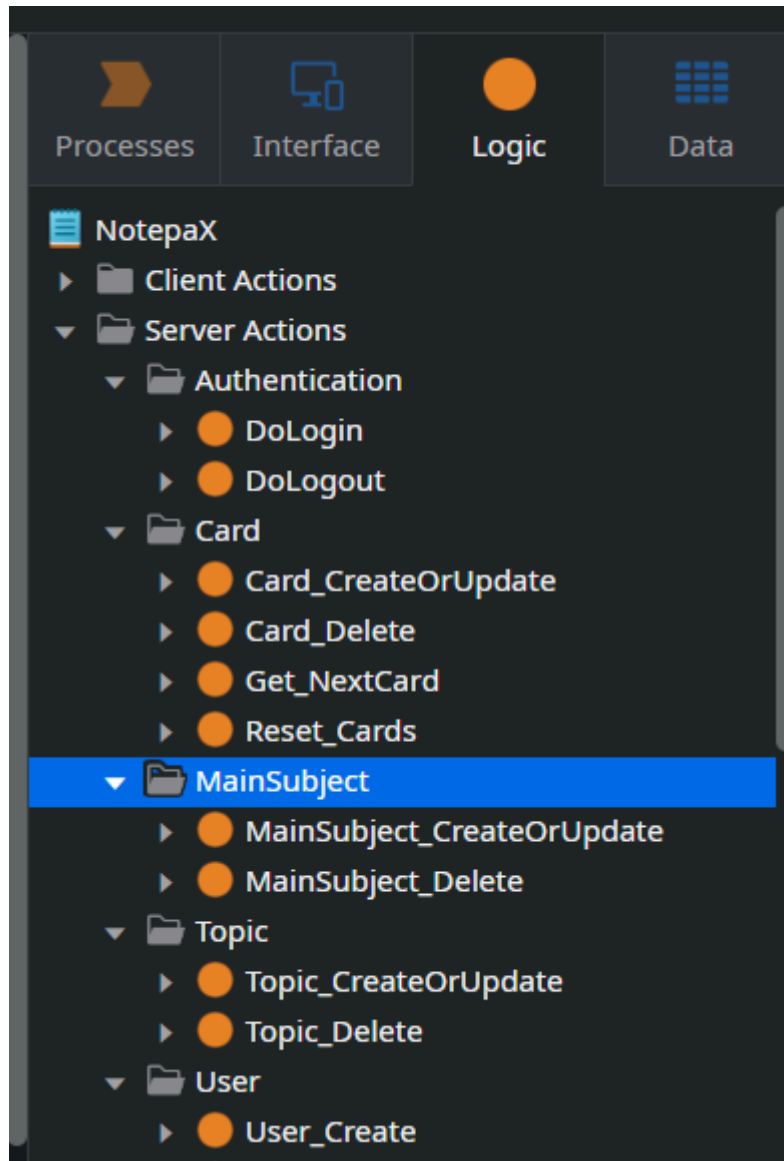 Processes Interface Logic Data
NotepaX
Client Actions
Server Actions
Authentication
DoLogin
DoLogout
Card
Card_CreateOrUpdate
Card_Delete
Get_NextCard
Reset_Cards
MainSubject
MainSubject_CreateOrUpdate
MainSubject_Delete
Topic
Topic_CreateOrUpdate
Topic_Delete
User
User_Create